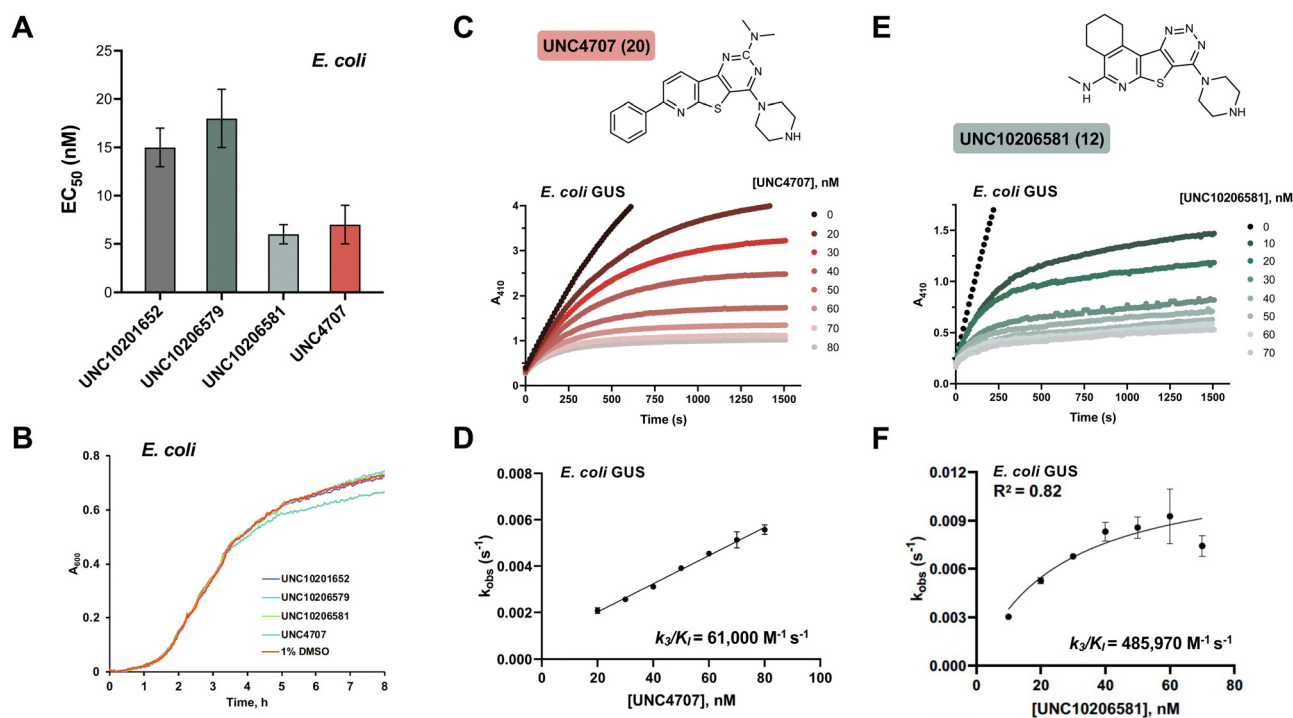 A
E. coli
EC50 (nM)
25
20
15
10
5
0
UNC10201652
UNC10206579
UNC10206581
UNC4707
B
E. coli
A600
0.8
0.6
0.4
0.2
0
0 1 2 3 4 5 6 7 8
Time, h
UNC10201652
UNC10206579
UNC10206581
UNC4707
1% DMSO
C
UNC4707 (20)
N
N C
N
S N
N
NH
E. coli GUS
[UNC4707], nM
A410
4
3
2
1
0
0 250 500 750 1000 1250 1500
Time (s)
0
20
30
40
50
60
70
80
D
E. coli GUS
kobs (s-1)
0.008
0.006
0.004
0.002
0.000
0 20 40 60 80 100
k3/KI = 61,000 M-1 s-1
[UNC4707], nM
E
UNC10206581 (12)
N N
N
N
H
N
S
N
NH
E. coli GUS
[UNC10206581], nM
A410
1.5
1.0
0.5
0.0
0 250 500 750 1000 1250 1500
Time (s)
0
10
20
30
40
50
60
70
F
E. coli GUS
R2 = 0.82
kobs (s-1)
0.012
0.009
0.006
0.003
0.000
0 20 40 60 80
k3/KI = 485,970 M-1 s-1
[UNC10206581], nM